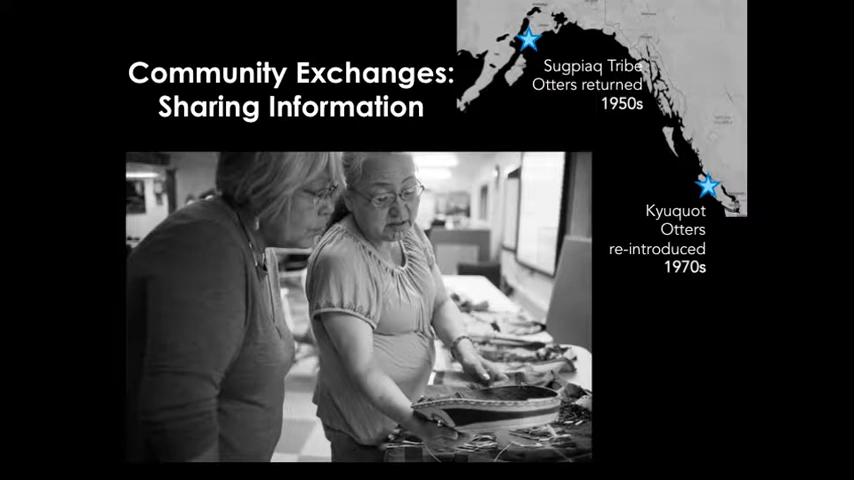 Community Exchanges:
Sharing Information
Sugpiaq Tribe
Otters returned
1950s
Kyuquot
Otters
re-introduced
1970s